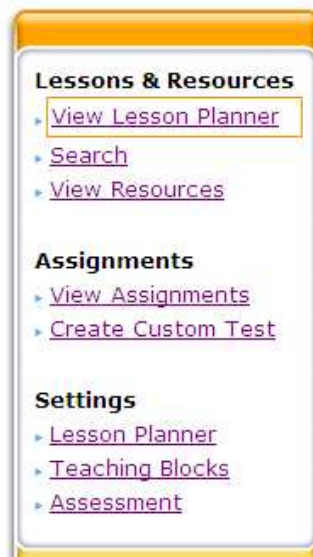 Lessons & Resources
View Lesson Planner
Search
View Resources
Assignments
View Assignments
Create Custom Test
Settings
Lesson Planner
Teaching Blocks
Assessment